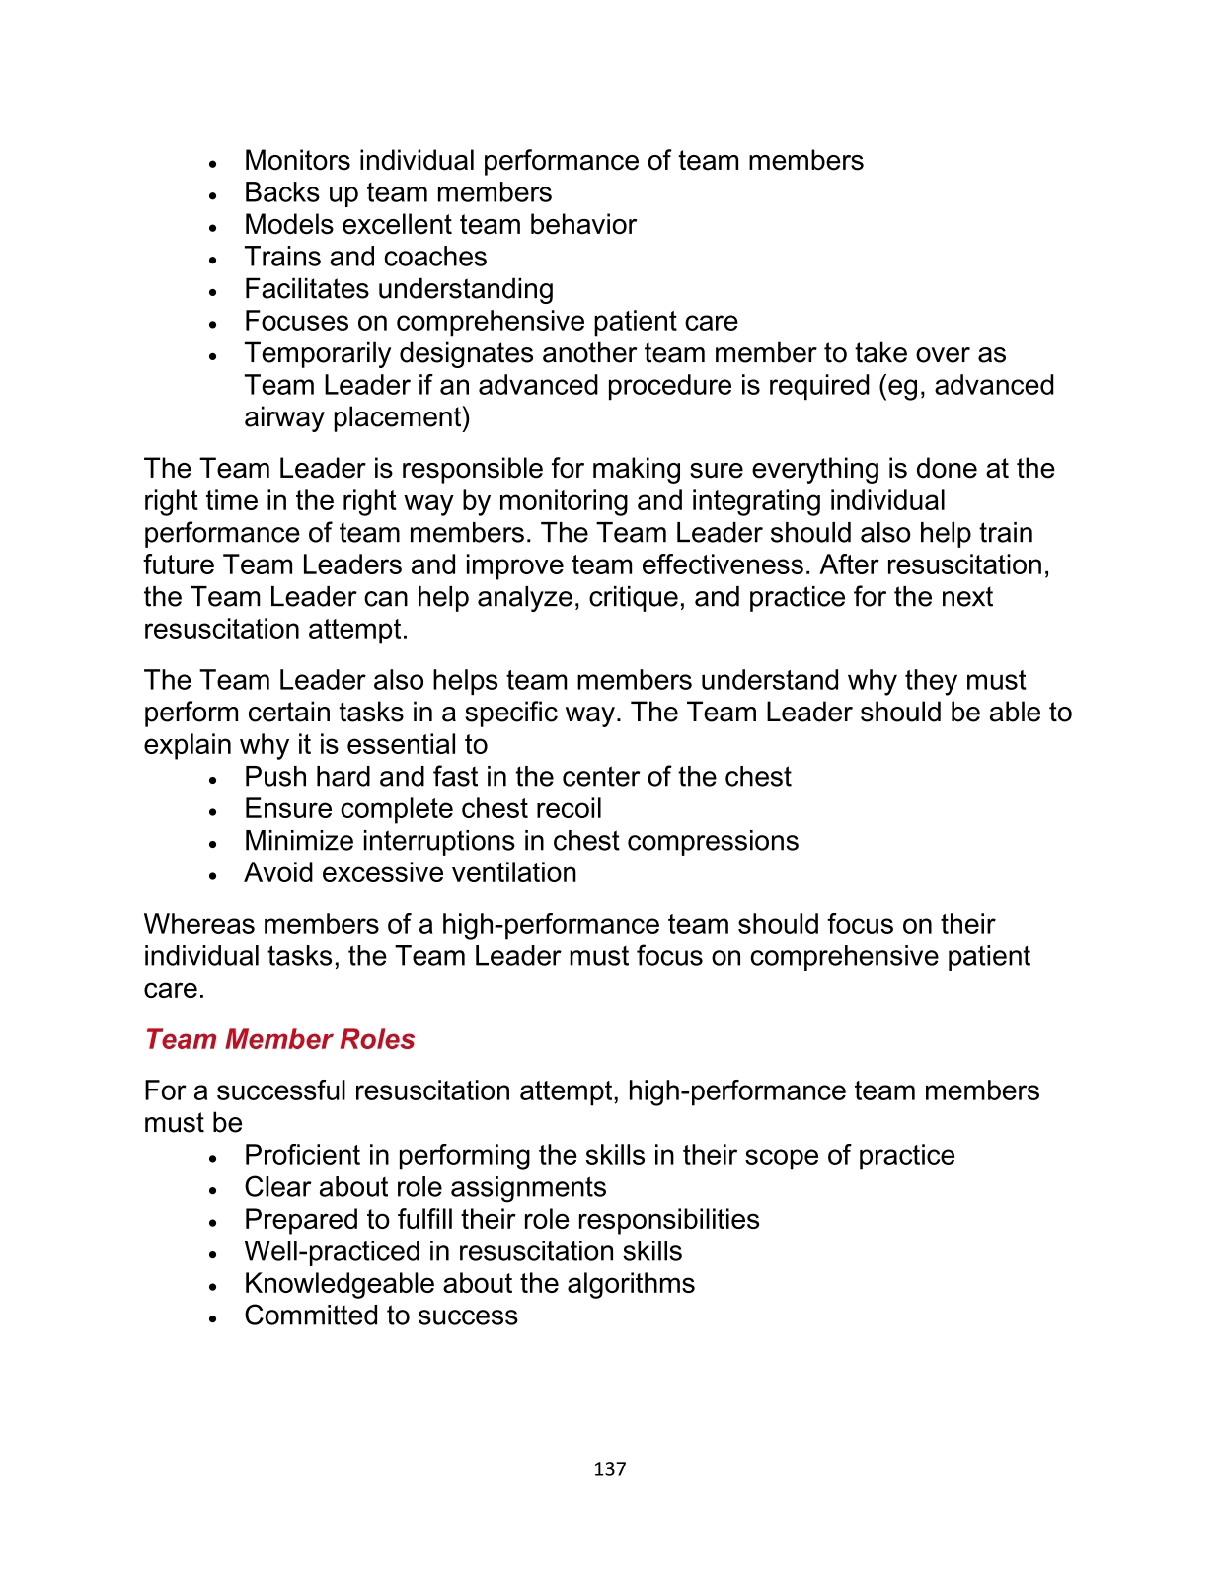 • Monitors individual performance of team members
• Backs up team members
• Models excellent team behavior
• Trains and coaches
• Facilitates understanding
• Focuses on comprehensive patient care
• Temporarily designates another team member to take over as
Team Leader if an advanced procedure is required (eg, advanced
airway placement)
The Team Leader is responsible for making sure everything is done at the
right time in the right way by monitoring and integrating individual
performance of team members. The Team Leader should also help train
future Team Leaders and improve team effectiveness. After resuscitation,
the Team Leader can help analyze, critique, and practice for the next
resuscitation attempt.
The Team Leader also helps team members understand why they must
perform certain tasks in a specific way. The Team Leader should be able to
explain why it is essential to
• Push hard and fast in the center of the chest
• Ensure complete chest recoil
• Minimize interruptions in chest compressions
• Avoid excessive ventilation
Whereas members of a high-performance team should focus on their
individual tasks, the Team Leader must focus on comprehensive patient
care.
Team Member Roles
For a successful resuscitation attempt, high-performance team members
must be
• Proficient in performing the skills in their scope of practice
• Clear about role assignments
• Prepared to fulfill their role responsibilities
• Well-practiced in resuscitation skills
• Knowledgeable about the algorithms
• Committed to success
137